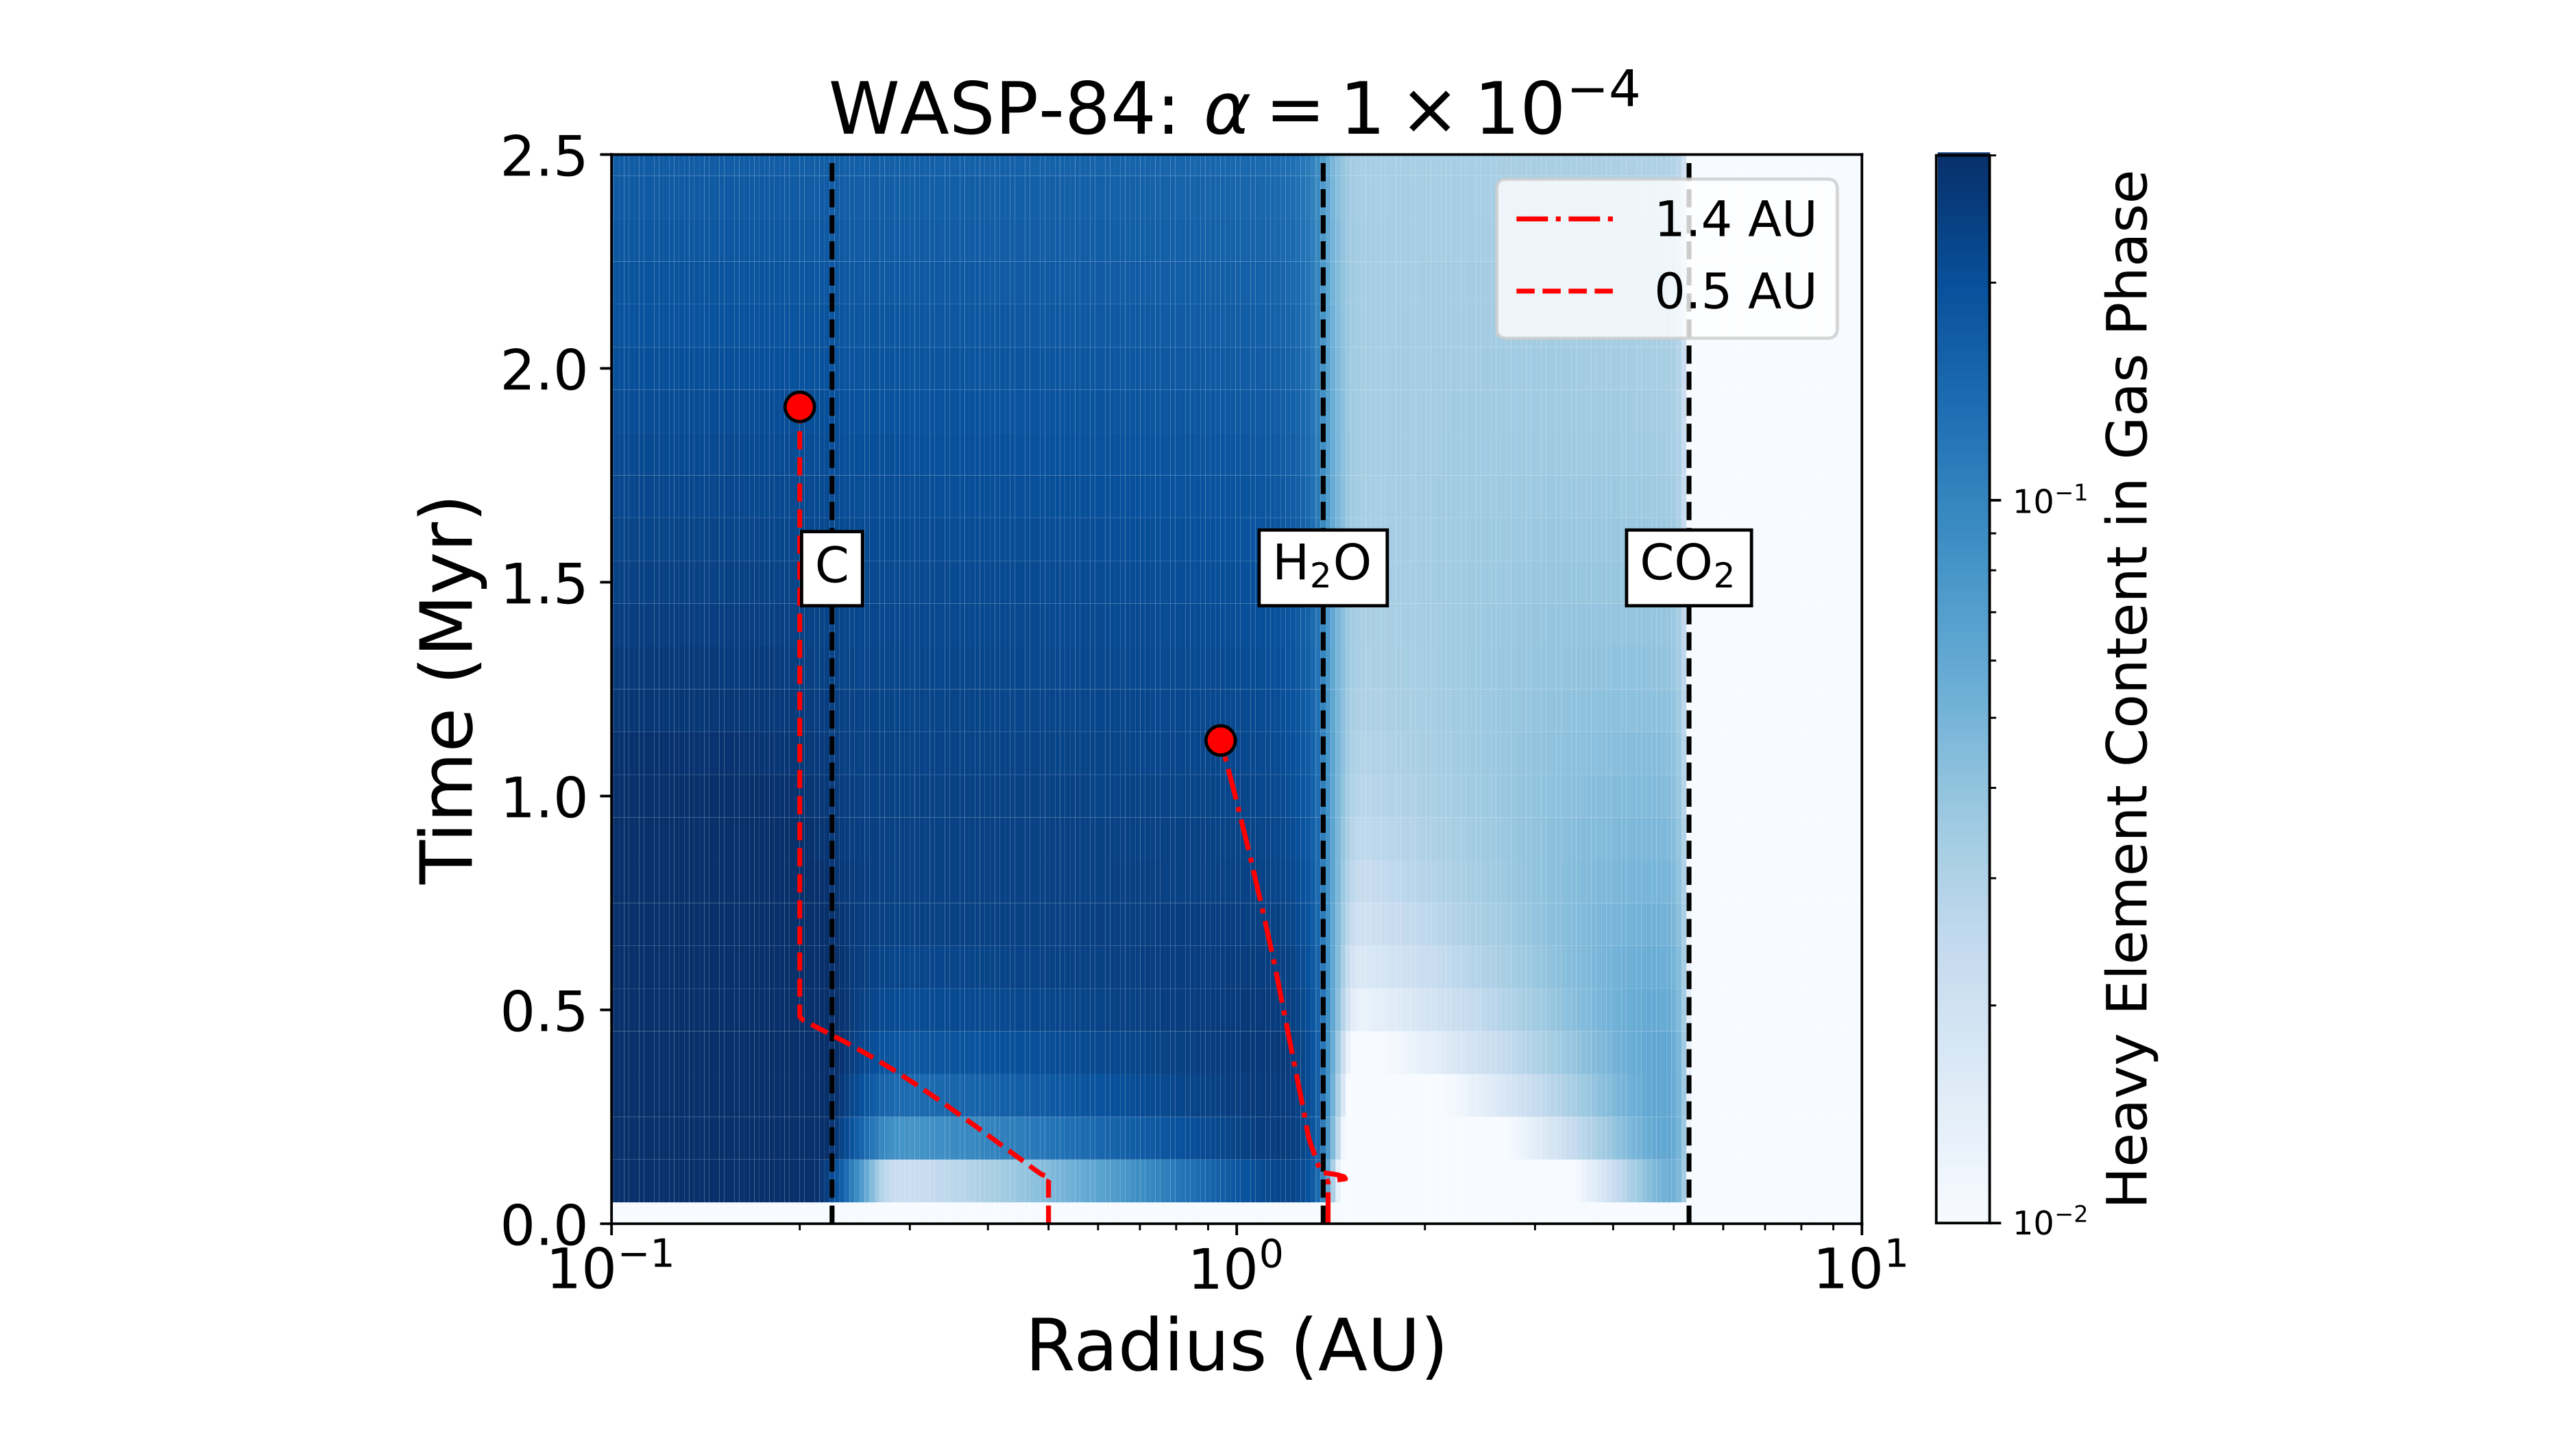 WASP-84: α = 1 × 10⁻⁴
2.5
2.0
1.5
1.0
0.5
0.0
Time (Myr)
1.4 AU
0.5 AU
C
H₂O
CO₂
10⁻¹
10⁰
10¹
Radius (AU)
10⁻¹
10⁻²
Heavy Element Content in Gas Phase